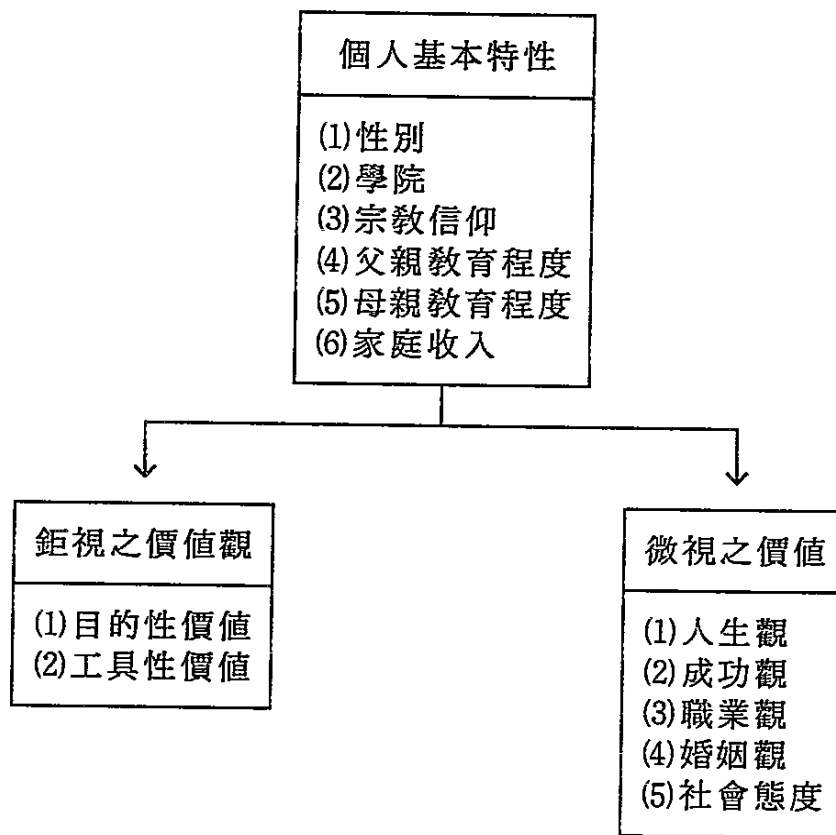 個人基本特性
(1)性別
(2)學院
(3)宗教信仰
(4)父親教育程度
(5)母親教育程度
(6)家庭收入
鉅視之價值觀
(1)目的性價值
(2)工具性價值
微視之價值
(1)人生觀
(2)成功觀
(3)職業觀
(4)婚姻觀
(5)社會態度